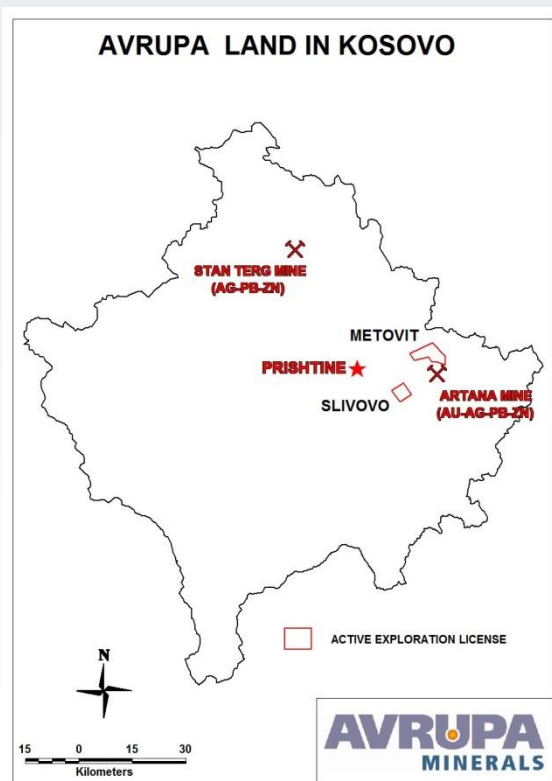 AVRUPA LAND IN KOSOVO
STAN TERG MINE
(AG-PB-ZN)
METOVIT
PRISHTINE
SLIVOVO
ARTANA MINE
(AU-AG-PB-ZN)
ACTIVE EXPLORATION LICENSE
N
15 0 15 30
Kilometers
AVRUPA
MINERALS